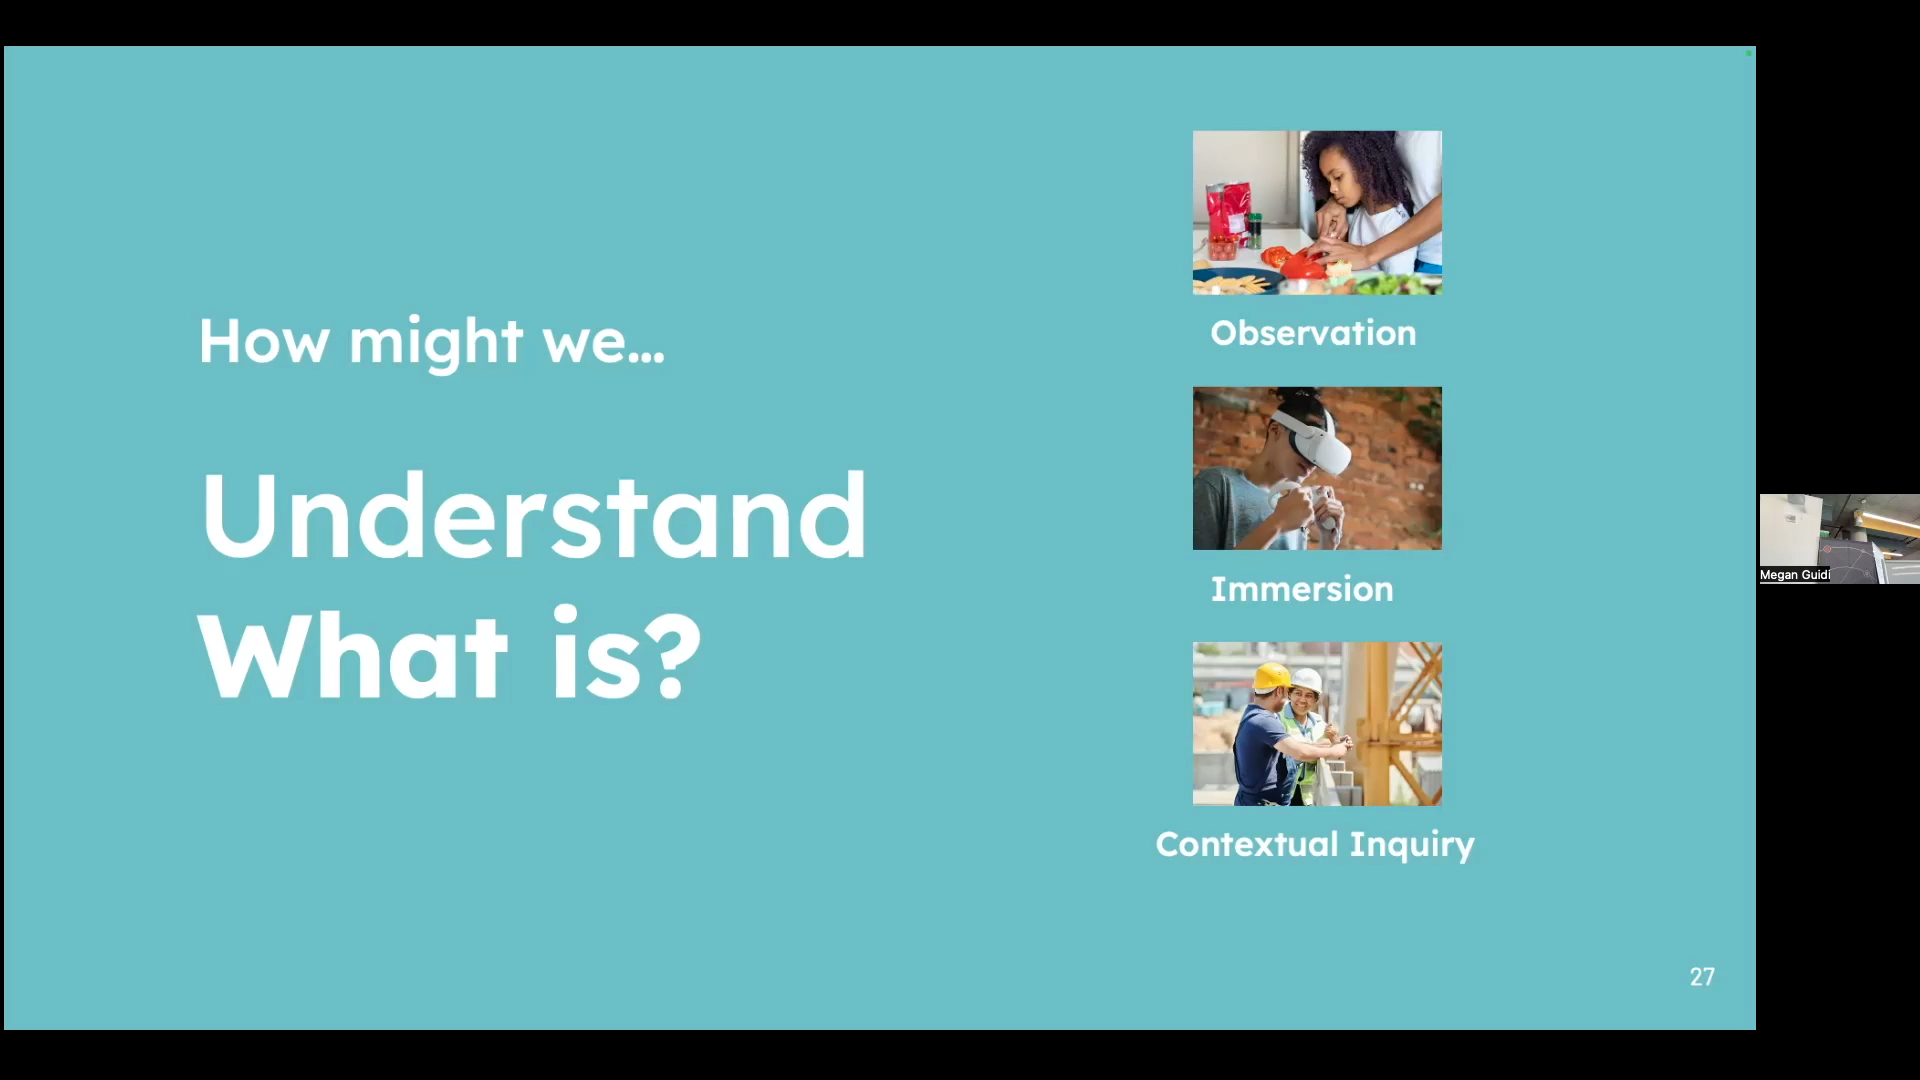 How might we...
Understand
What is?
Observation
Immersion
Contextual Inquiry
27
Megan Guidi